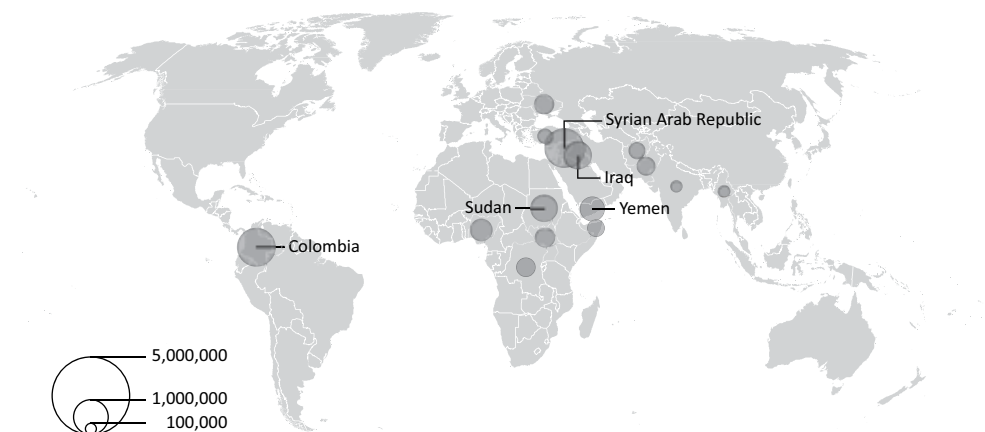 Syrian Arab Republic
Iraq
Sudan
Yemen
Colombia
5,000,000
1,000,000
100,000